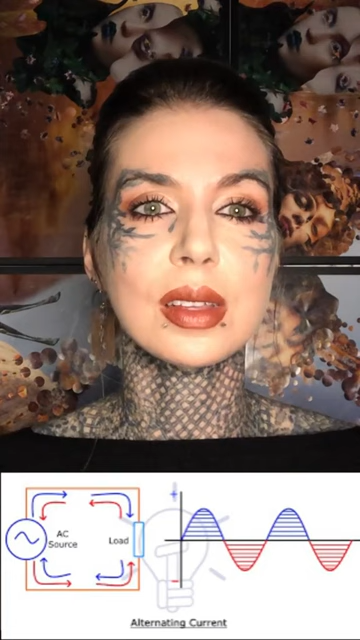 AC
Source
Load
+
−
Alternating Current